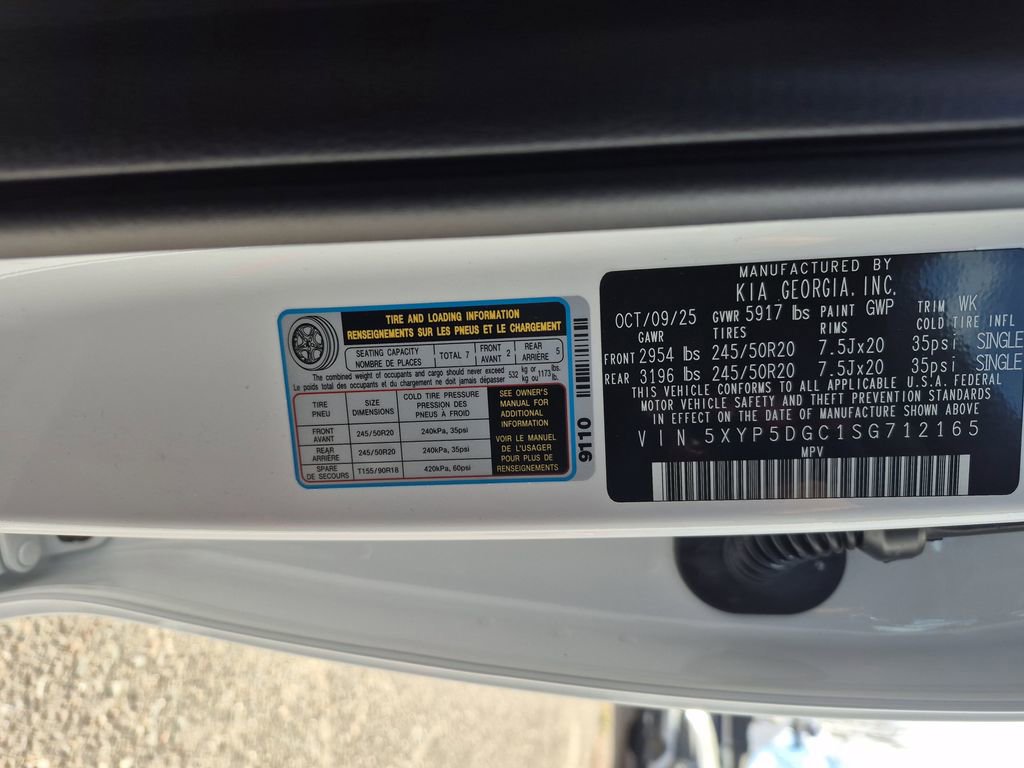 TIRE AND LOADING INFORMATION
RENSEIGNEMENTS SUR LES PNEUS ET LE CHARGEMENT
SEATING CAPACITY
NOMBRE DE PLACES
TOTAL 7
FRONT
AVANT 2
REAR
ARRIÈRE 5
The combined weight of occupants and cargo should never exceed 532 kg or 1173 lbs.
Le poids total des occupants et du chargement ne doit jamais dépasser 532 kg ou 1173 lb.
TIRE
PNEU
SIZE
DIMENSIONS
COLD TIRE PRESSURE
PRESSION DES
PNEUS À FROID
FRONT
AVANT
245/50R20
240kPa, 35psi
REAR
ARRIÈRE
245/50R20
240kPa, 35psi
SPARE
DE SECOURS
T155/90R18
420kPa, 60psi
SEE OWNER'S
MANUAL FOR
ADDITIONAL
INFORMATION
VOIR LE MANUEL
DE L'USAGER
POUR PLUS DE
RENSEIGNEMENTS
9110
MANUFACTURED BY
KIA GEORGIA, INC.
OCT/09/25 GVWR 5917 lbs PAINT GWP TRIM WK
GAWR TIRES RIMS COLD TIRE INFL
FRONT 2954 lbs 245/50R20 7.5Jx20 35psi SINGLE
REAR 3196 lbs 245/50R20 7.5Jx20 35psi SINGLE
THIS VEHICLE CONFORMS TO ALL APPLICABLE U.S.A. FEDERAL
MOTOR VEHICLE SAFETY AND THEFT PREVENTION STANDARDS
IN EFFECT ON THE DATE OF MANUFACTURE SHOWN ABOVE
VIN 5XYP5DGC1SG712165
MPV